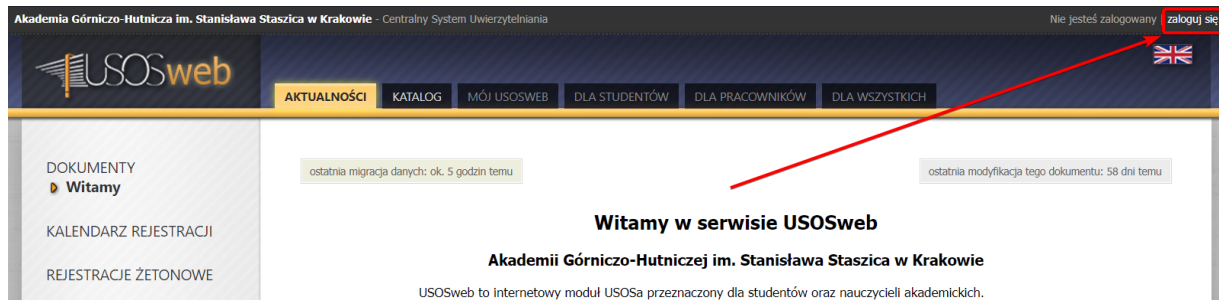 Akademia Górniczo-Hutnicza im. Stanisława Staszica w Krakowie - Centralny System Uwierzytelniania
Nie jesteś zalogowany | zaloguj się
USOSweb
AKTUALNOŚCI KATALOG MÓJ USOSWEB DLA STUDENTÓW DLA PRACOWNIKÓW DLA WSZYSTKICH
DOKUMENTY
Witamy
KALENDARZ REJESTRACJI
REJESTRACJE ŻETONOWE
ostatnia migracja danych: ok. 5 godzin temu
ostatnia modyfikacja tego dokumentu: 58 dni temu
Witamy w serwisie USOSweb
Akademii Górniczo-Hutniczej im. Stanisława Staszica w Krakowie
USOSweb to internetowy moduł USOSa przeznaczony dla studentów oraz nauczycieli akademickich.